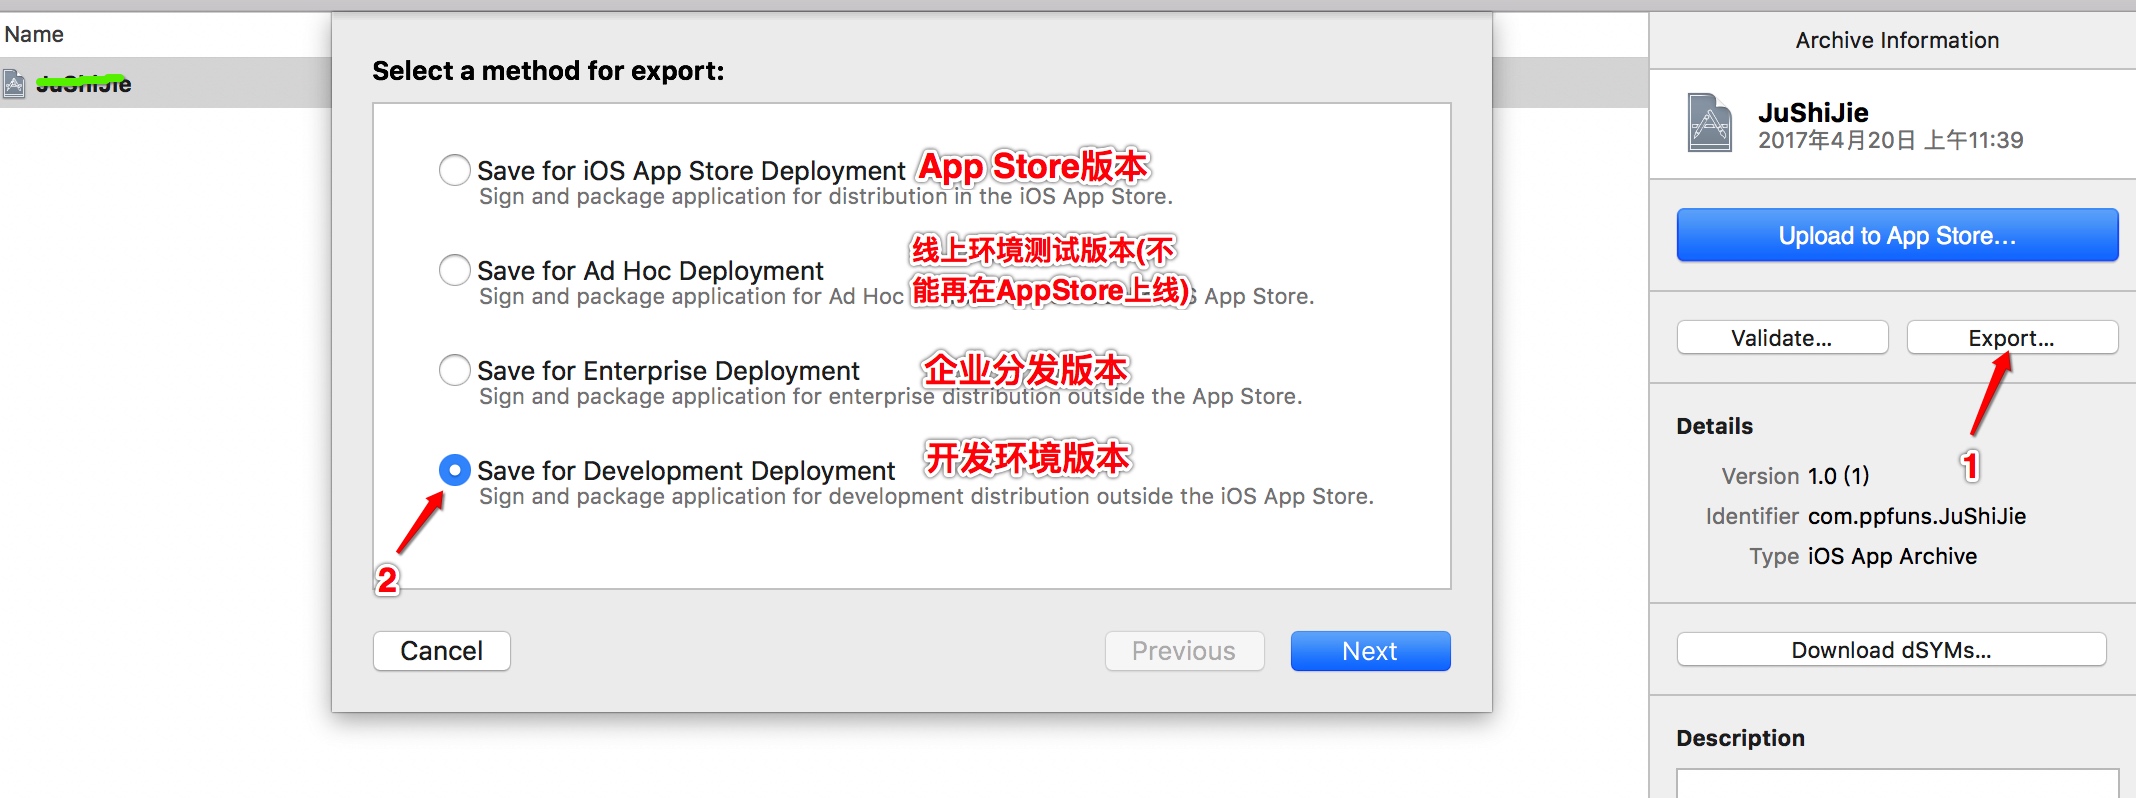 Name
JuShiJie
Select a method for export:
Save for iOS App Store Deployment App Store版本
Sign and package application for distribution in the iOS App Store.
线上环境测试版本(不
Save for Ad Hoc Deployment
能再在AppStore上线)
Sign and package application for Ad Hoc App Store.
Save for Enterprise Deployment 企业分发版本
Sign and package application for enterprise distribution outside the App Store.
Save for Development Deployment 开发环境版本
Sign and package application for development distribution outside the iOS App Store.
2
Cancel
Previous
Next
Archive Information
JuShiJie
2017年4月20日 上午11:39
Upload to App Store...
Validate...
Export...
1
Details
Version 1.0 (1)
Identifier com.ppfuns.JuShiJie
Type iOS App Archive
Download dSYMs...
Description